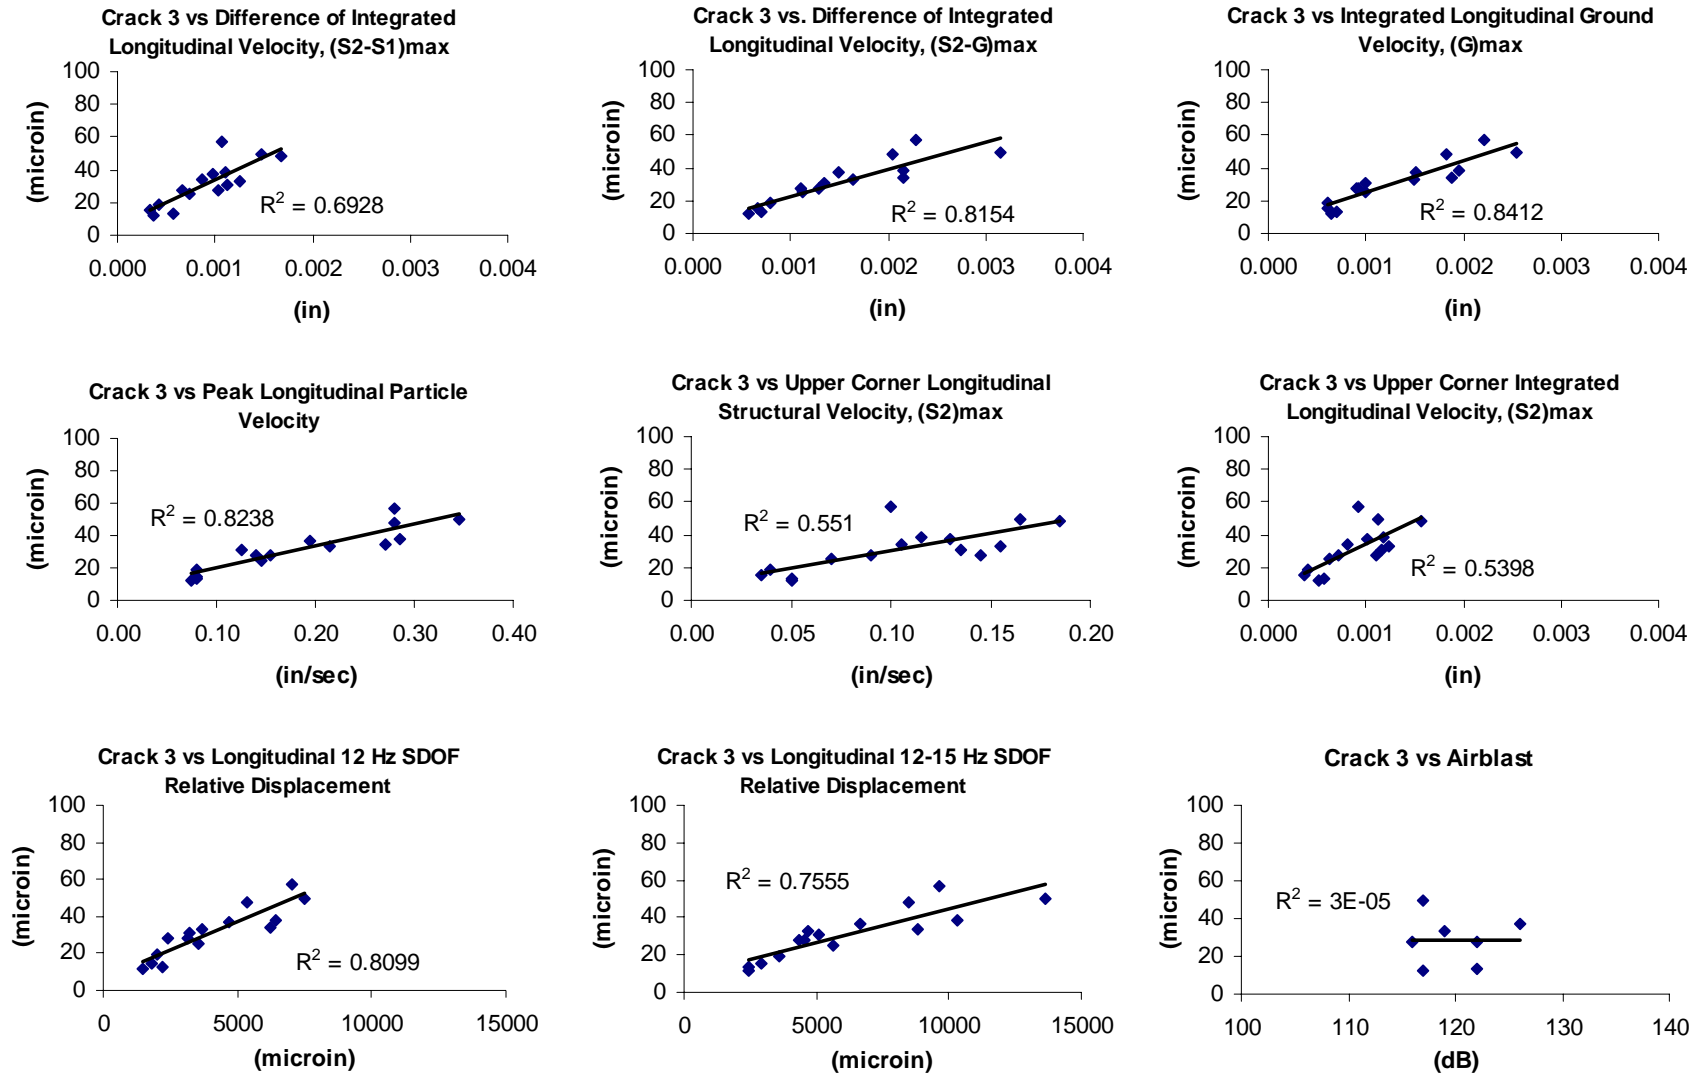 Crack 3 vs Difference of Integrated
Longitudinal Velocity, (S2-S1)max
(microin)
100
80
60
40
20
0
R² = 0.6928
0.000 0.001 0.002 0.003 0.004
(in)
Crack 3 vs. Difference of Integrated
Longitudinal Velocity, (S2-G)max
(microin)
100
80
60
40
20
0
R² = 0.8154
0.000 0.001 0.002 0.003 0.004
(in)
Crack 3 vs Integrated Longitudinal Ground
Velocity, (G)max
(microin)
100
80
60
40
20
0
R² = 0.8412
0.000 0.001 0.002 0.003 0.004
(in)
Crack 3 vs Peak Longitudinal Particle
Velocity
(microin)
100
80
60
40
20
0
R² = 0.8238
0.00 0.10 0.20 0.30 0.40
(in/sec)
Crack 3 vs Upper Corner Longitudinal
Structural Velocity, (S2)max
(microin)
100
80
60
40
20
0
R² = 0.551
0.00 0.05 0.10 0.15 0.20
(in/sec)
Crack 3 vs Upper Corner Integrated
Longitudinal Velocity, (S2)max
(microin)
100
80
60
40
20
0
R² = 0.5398
0.000 0.001 0.002 0.003 0.004
(in)
Crack 3 vs Longitudinal 12 Hz SDOF
Relative Displacement
(microin)
100
80
60
40
20
0
R² = 0.8099
0 5000 10000 15000
(microin)
Crack 3 vs Longitudinal 12-15 Hz SDOF
Relative Displacement
(microin)
100
80
60
40
20
0
R² = 0.7555
0 5000 10000 15000
(microin)
Crack 3 vs Airblast
(microin)
100
80
60
40
20
0
R² = 3E-05
100 110 120 130 140
(dB)